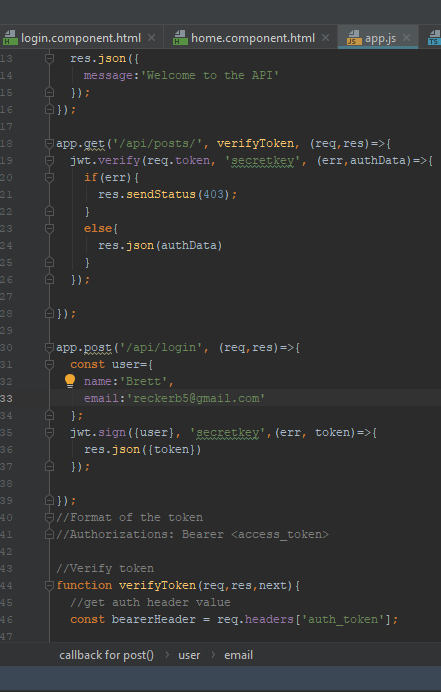 login.component.html × home.component.html × app.js ×
13 res.json({
14 message:'Welcome to the API'
15 });
16 });
17
18 app.get('/api/posts/', verifyToken, (req,res)=>{
19 jwt.verify(req.token, 'secretkey', (err,authData)=>{
20 if(err){
21 res.sendStatus(403);
22 }
23 else{
24 res.json(authData)
25 }
26 });
27
28 });
29
30 app.post('/api/login', (req,res)=>{
31 const user={
32 name:'Brett',
33 email:'reckerb5@gmail.com'
34 };
35 jwt.sign({user}, 'secretkey',(err, token)=>{
36 res.json({token})
37 });
38
39 });
40 //Format of the token
41 //Authorizations: Bearer <access_token>
42
43 //Verify token
44 function verifyToken(req,res,next){
45 //get auth header value
46 const bearerHeader = req.headers['auth_token'];
47
callback for post() › user › email